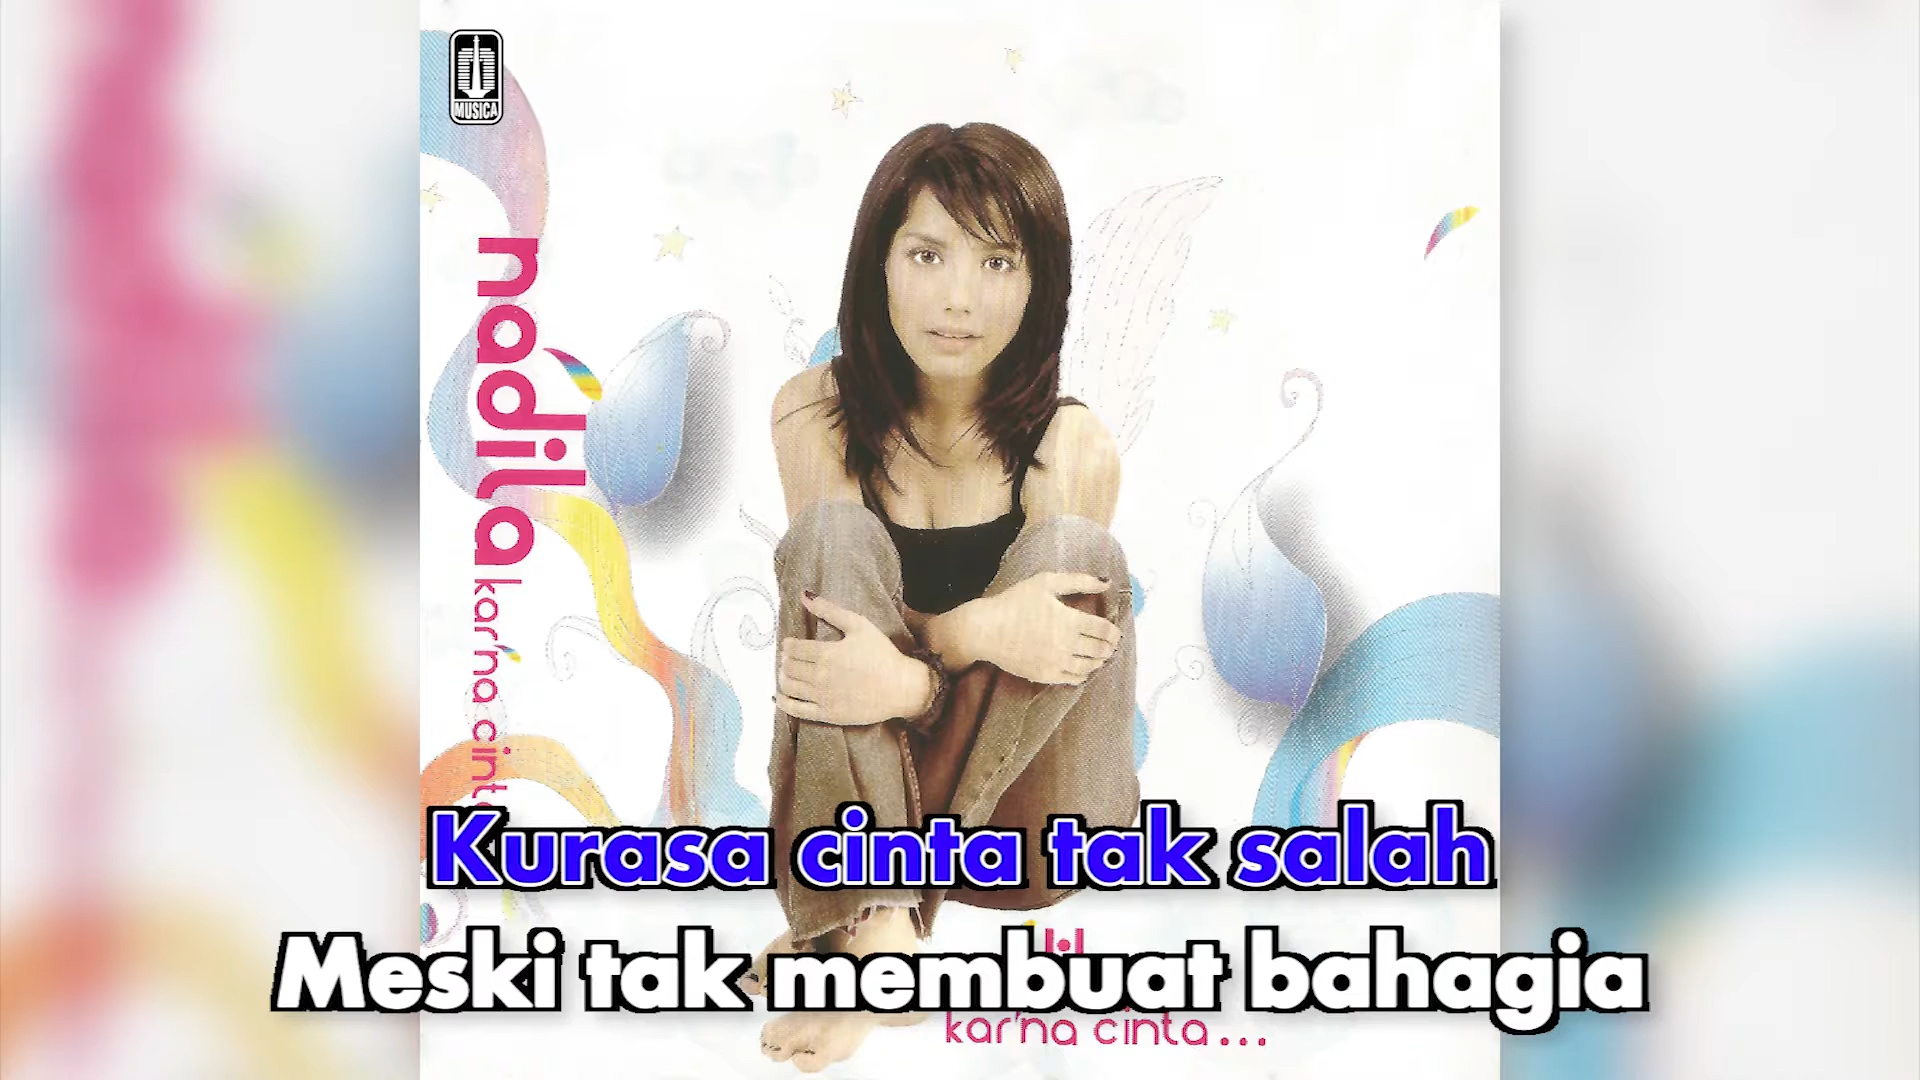 MUSICA
nadila
kar'na cinta
Kurasa cinta tak salah
Meski tak membuat bahagia
kar'na cinta...